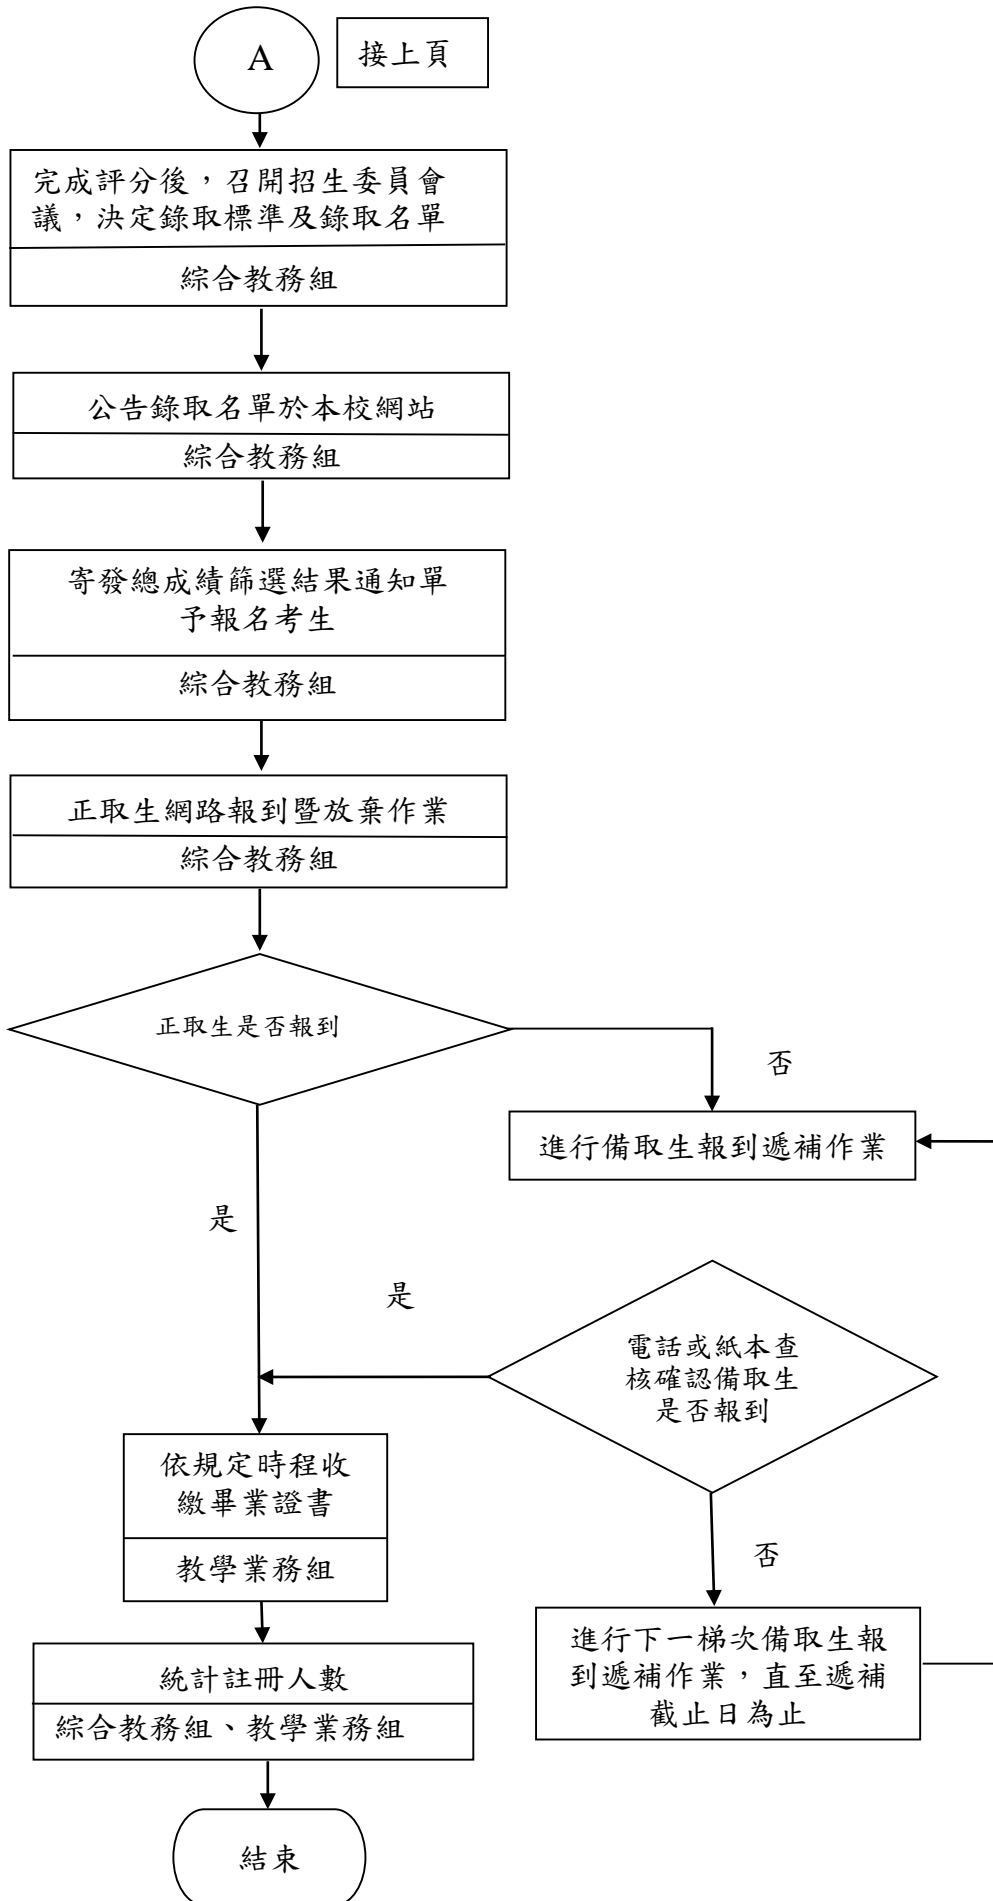 A
接上頁
完成評分後，召開招生委員會
議，決定錄取標準及錄取名單
綜合教務組
公告錄取名單於本校網站
綜合教務組
寄發總成績篩選結果通知單
予報名考生
綜合教務組
正取生網路報到暨放棄作業
綜合教務組
正取生是否報到
否
進行備取生報到遞補作業
是
是
電話或紙本查
核確認備取生
是否報到
依規定時程收
繳畢業證書
教學業務組
否
進行下一梯次備取生報
到遞補作業，直至遞補
截止日為止
統計註冊人數
綜合教務組、教學業務組
結束